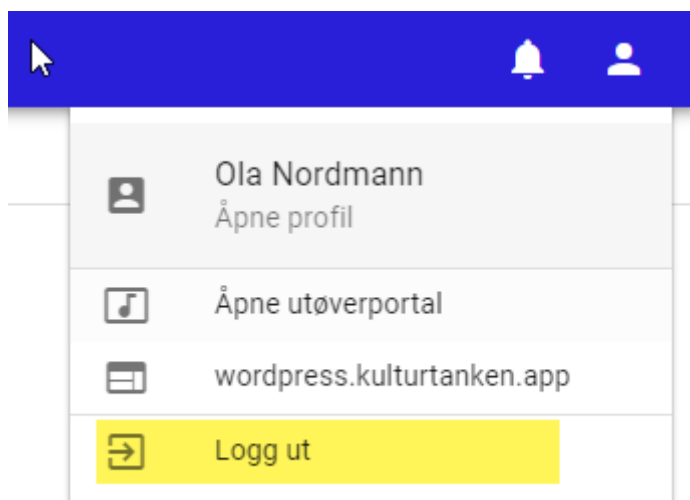 Ola Nordmann
Åpne profil
Åpne utøverportal
wordpress.kulturtanken.app
Logg ut